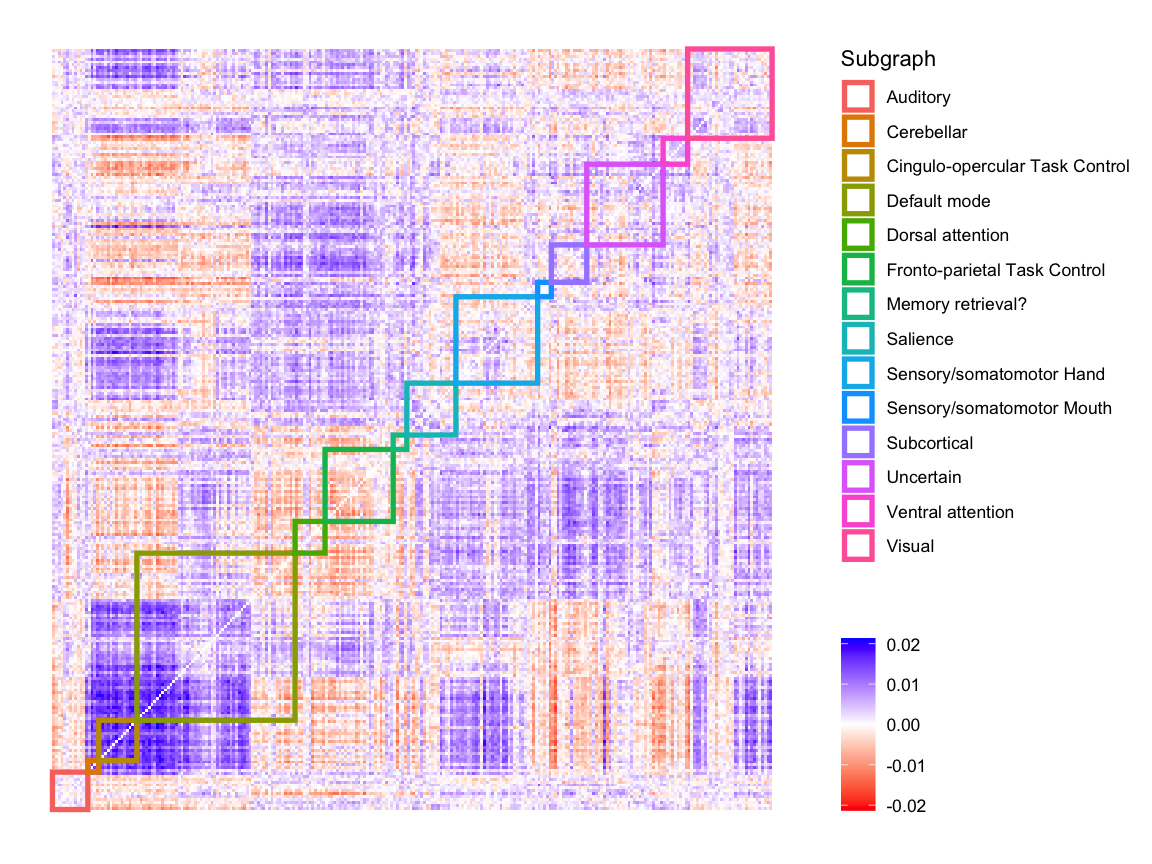 Subgraph
Auditory
Cerebellar
Cingulo-opercular Task Control
Default mode
Dorsal attention
Fronto-parietal Task Control
Memory retrieval?
Salience
Sensory/somatomotor Hand
Sensory/somatomotor Mouth
Subcortical
Uncertain
Ventral attention
Visual
0.02
0.01
0.00
-0.01
-0.02